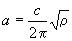 a = c/2π √ρ